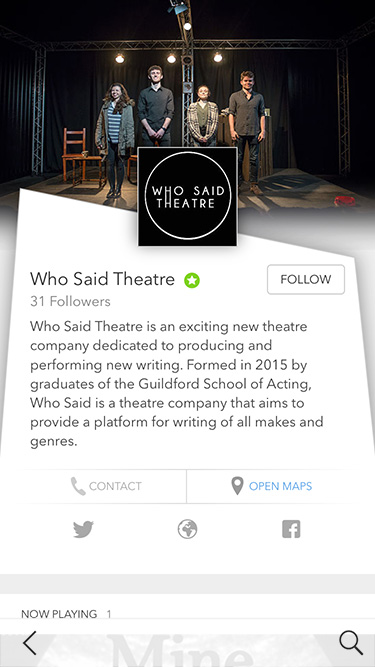 WHO SAID
THEATRE
Who Said Theatre
FOLLOW
31 Followers
Who Said Theatre is an exciting new theatre
company dedicated to producing and
performing new writing. Formed in 2015 by
graduates of the Guildford School of Acting,
Who Said is a theatre company that aims to
provide a platform for writing of all makes and
genres.
CONTACT
OPEN MAPS
NOW PLAYING 1
Mine